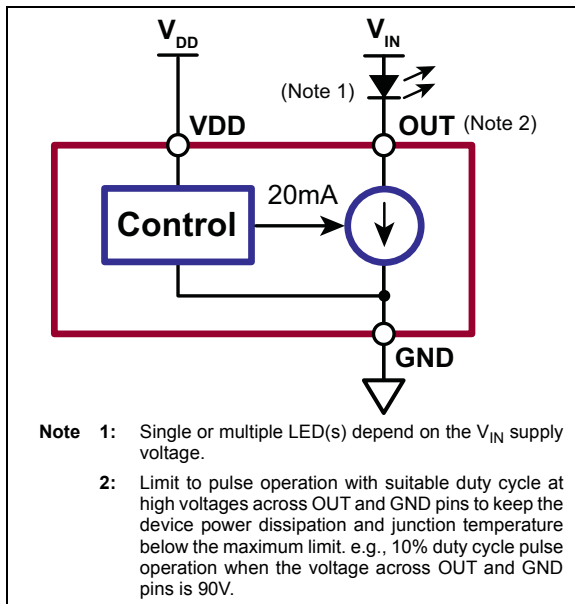 V_DD
V_IN
(Note 1)
VDD
OUT (Note 2)
Control
20mA
GND
Note 1: Single or multiple LED(s) depend on the V_IN supply
voltage.
2: Limit to pulse operation with suitable duty cycle at
high voltages across OUT and GND pins to keep the
device power dissipation and junction temperature
below the maximum limit. e.g., 10% duty cycle pulse
operation when the voltage across OUT and GND
pins is 90V.